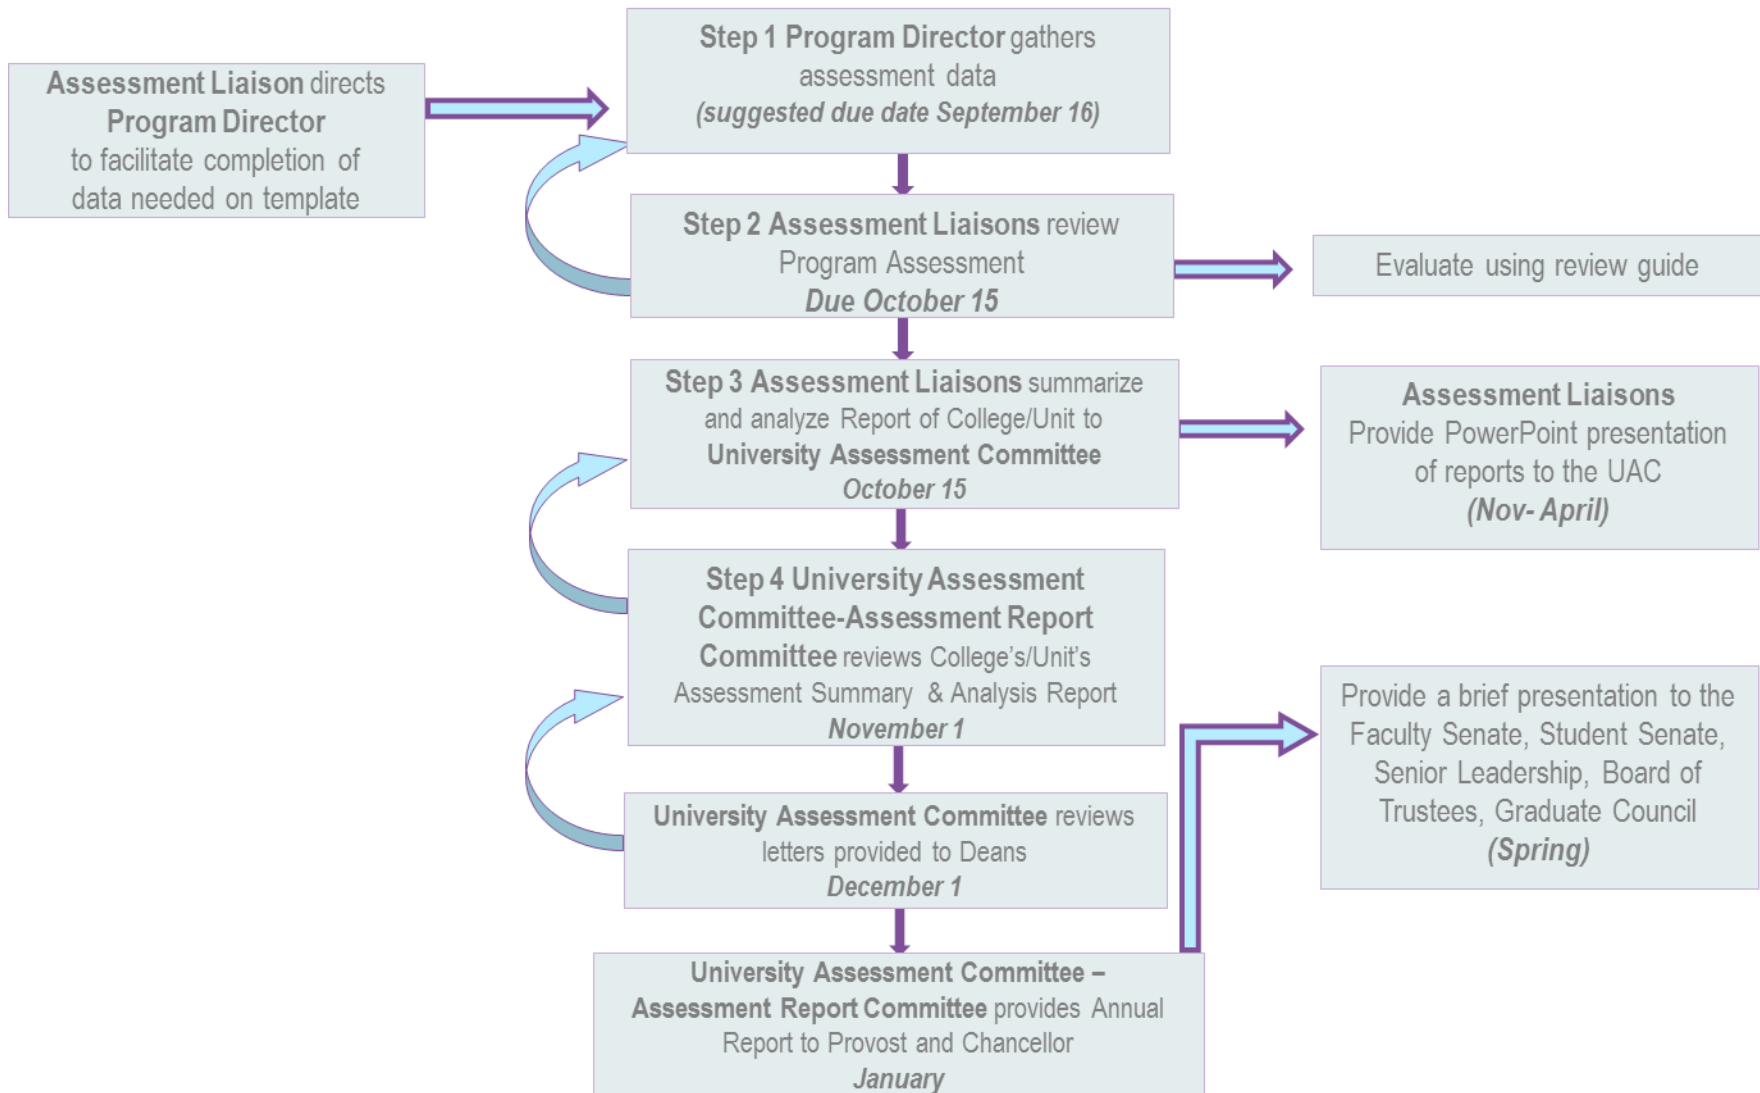 Assessment Liaison directs
Program Director
to facilitate completion of
data needed on template
Step 1 Program Director gathers
assessment data
(suggested due date September 16)
Step 2 Assessment Liaisons review
Program Assessment
Due October 15
Evaluate using review guide
Step 3 Assessment Liaisons summarize
and analyze Report of College/Unit to
University Assessment Committee
October 15
Assessment Liaisons
Provide PowerPoint presentation
of reports to the UAC
(Nov- April)
Step 4 University Assessment
Committee-Assessment Report
Committee reviews College’s/Unit’s
Assessment Summary & Analysis Report
November 1
Provide a brief presentation to the
Faculty Senate, Student Senate,
Senior Leadership, Board of
Trustees, Graduate Council
(Spring)
University Assessment Committee reviews
letters provided to Deans
December 1
University Assessment Committee –
Assessment Report Committee provides Annual
Report to Provost and Chancellor
January